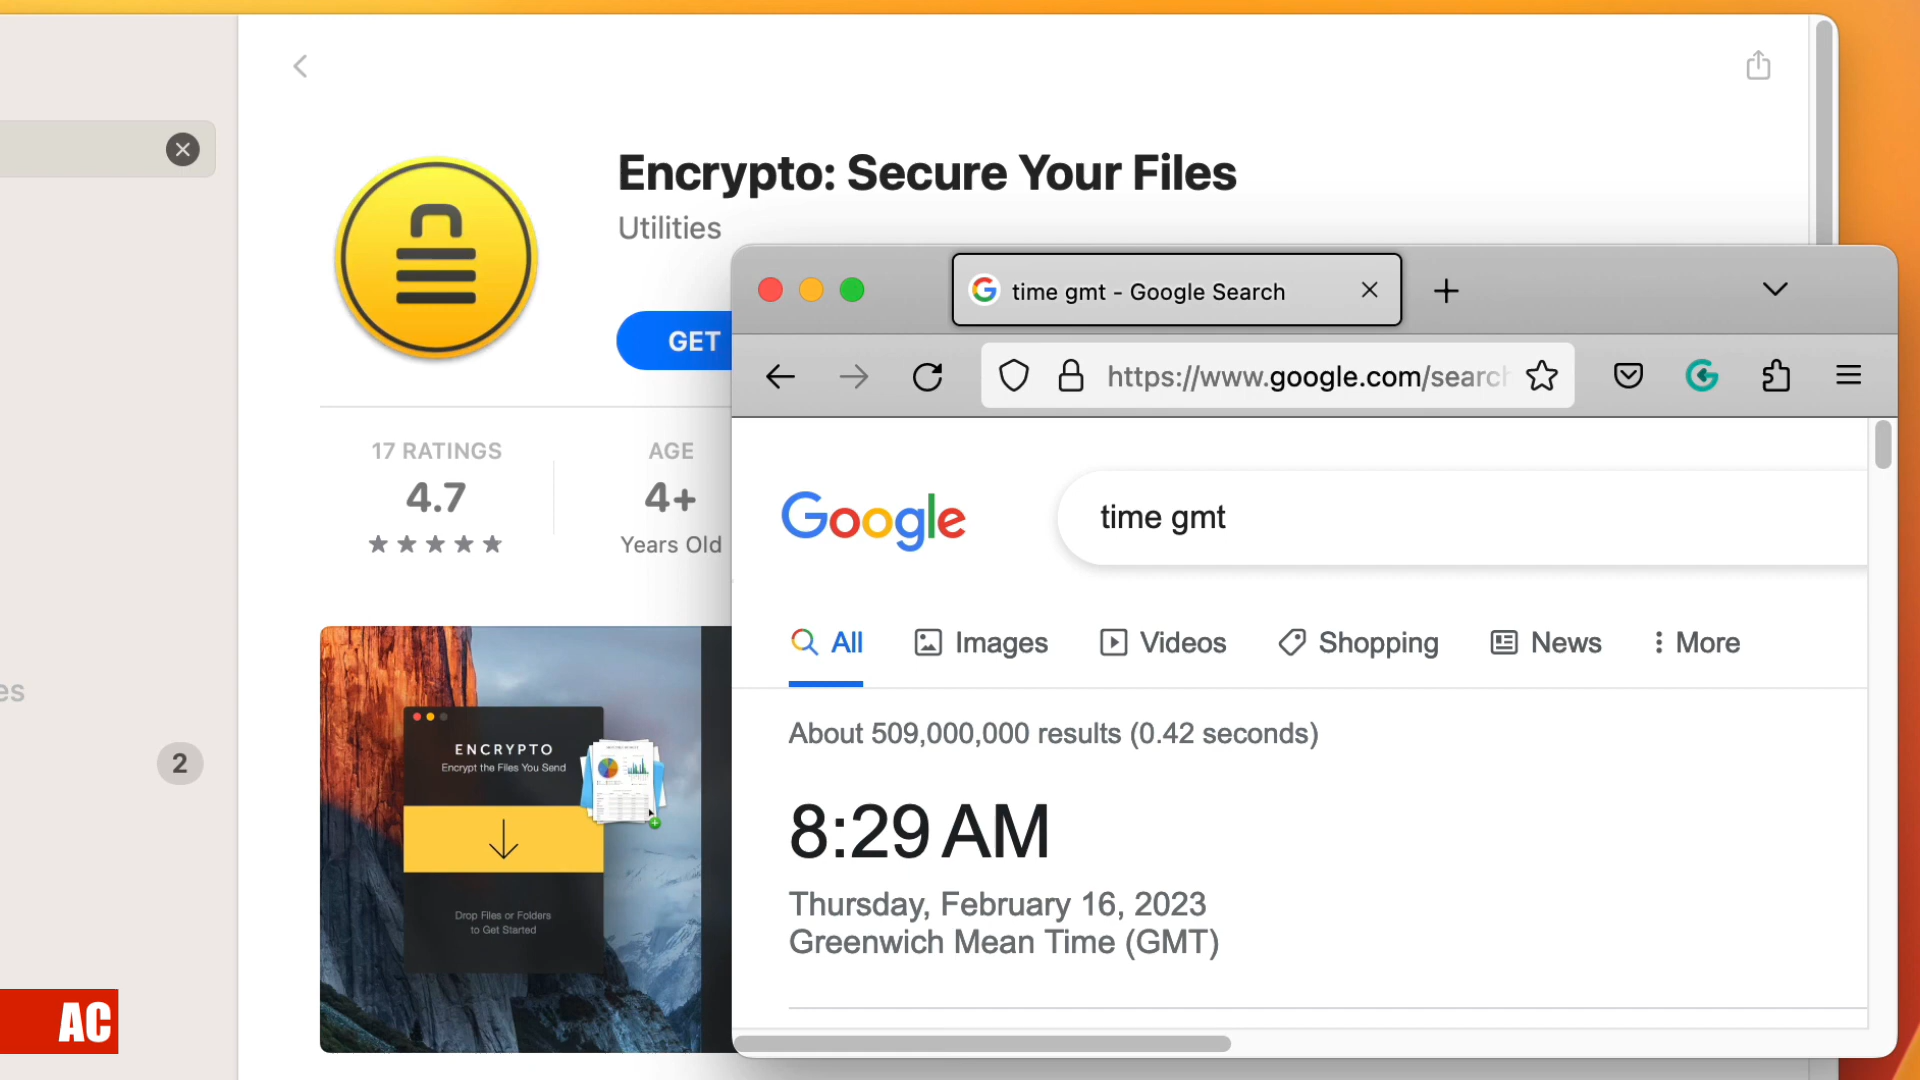 Encrypto: Secure Your Files
Utilities
GET
17 RATINGS
4.7
AGE
4+
Years Old
ENCRYPTO
Encrypt the Files You Send
Drop Files or Folders
to Get Started
es
2
AC
time gmt - Google Search
https://www.google.com/search
Google
time gmt
All
Images
Videos
Shopping
News
More
About 509,000,000 results (0.42 seconds)
8:29 AM
Thursday, February 16, 2023
Greenwich Mean Time (GMT)